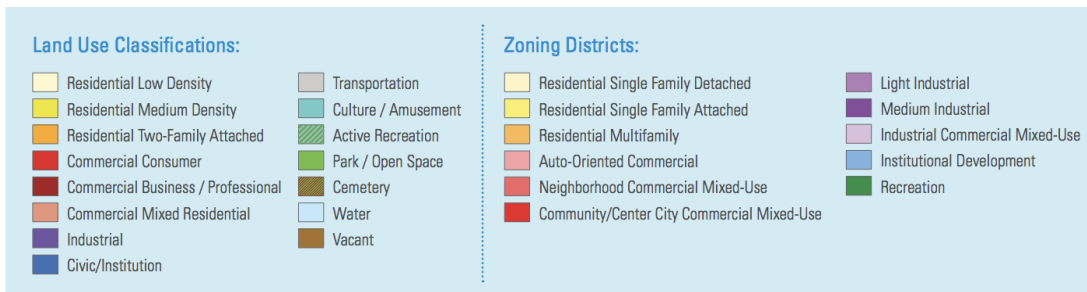 Land Use Classifications:
Residential Low Density
Residential Medium Density
Residential Two-Family Attached
Commercial Consumer
Commercial Business / Professional
Commercial Mixed Residential
Industrial
Civic/Institution
Transportation
Culture / Amusement
Active Recreation
Park / Open Space
Cemetery
Water
Vacant
Zoning Districts:
Residential Single Family Detached
Residential Single Family Attached
Residential Multifamily
Auto-Oriented Commercial
Neighborhood Commercial Mixed-Use
Community/Center City Commercial Mixed-Use
Light Industrial
Medium Industrial
Industrial Commercial Mixed-Use
Institutional Development
Recreation